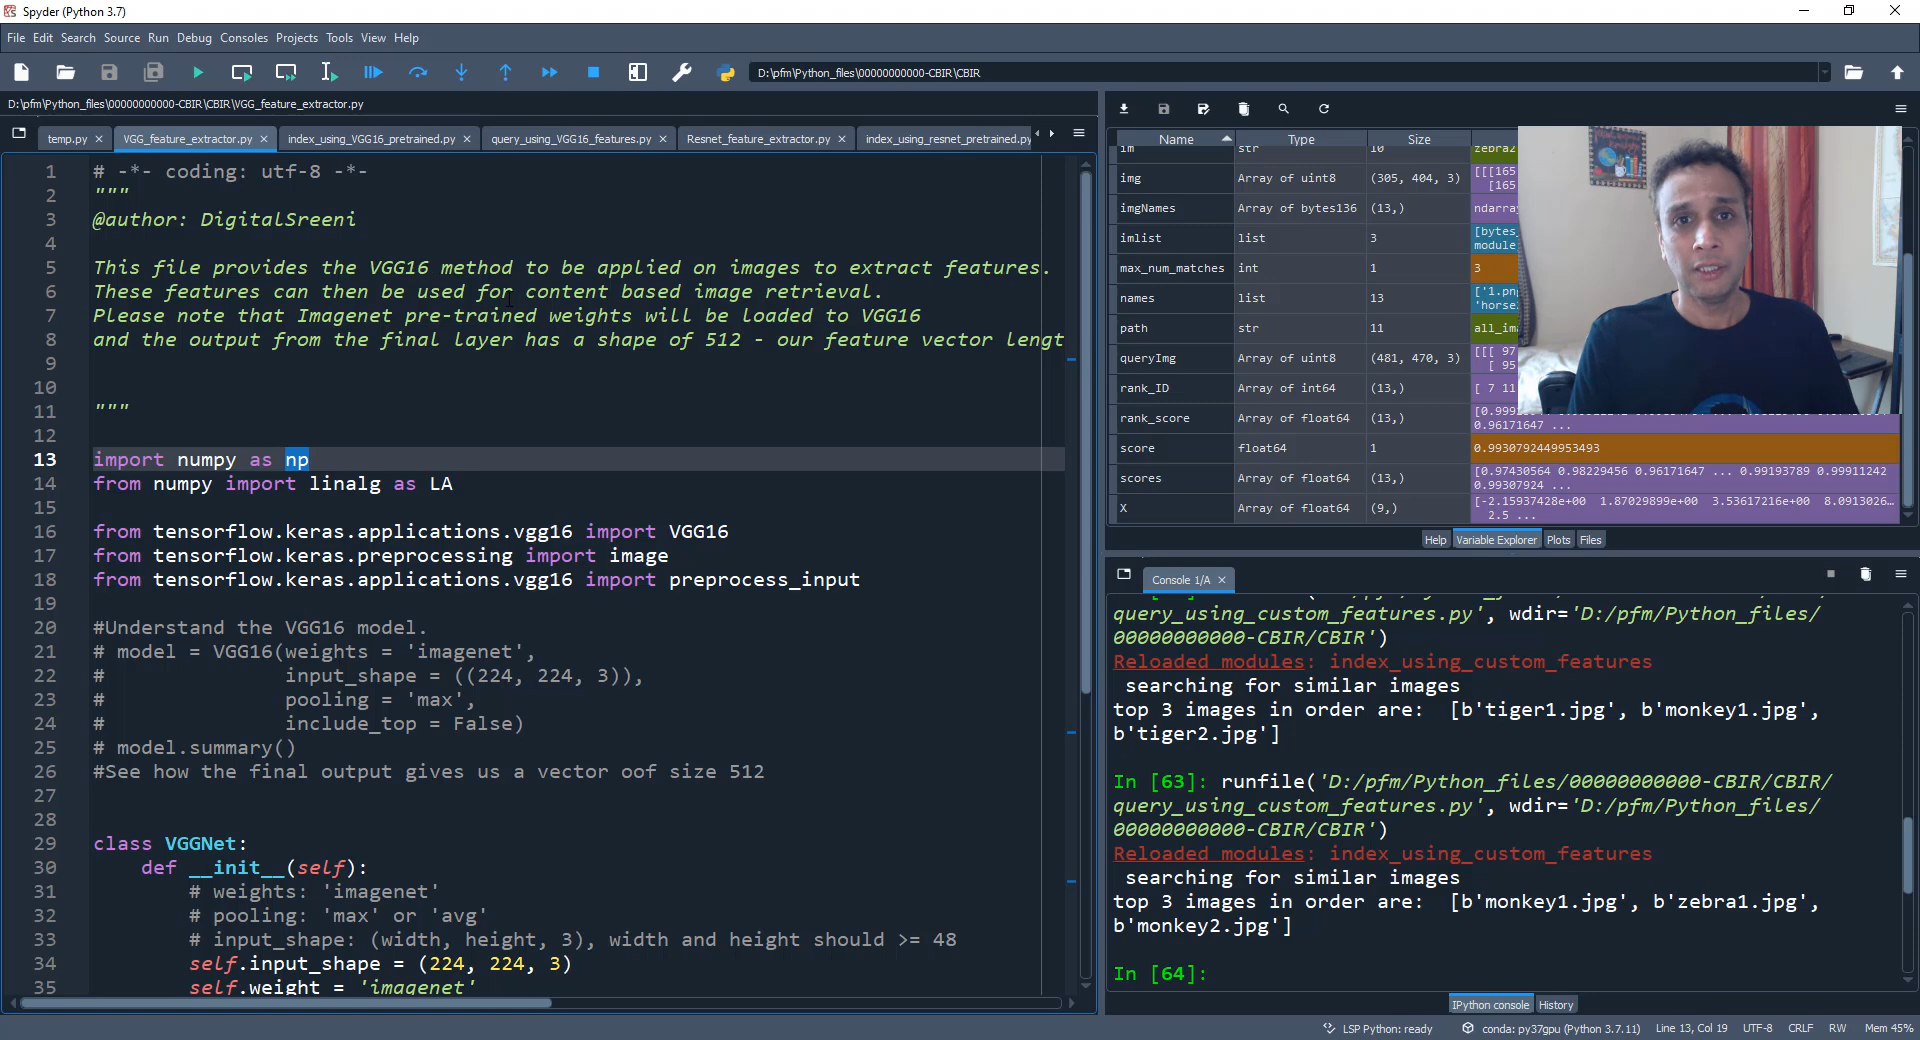 Spyder (Python 3.7)
File Edit Search Source Run Debug Consoles Projects Tools View Help
D:\pfm\Python_files\00000000000-CBIR\CBIR
D:\pfm\Python_files\00000000000-CBIR\CBIR\VGG_feature_extractor.py
temp.py VGG_feature_extractor.py index_using_VGG16_pretrained.py query_using_VGG16_features.py Resnet_feature_extractor.py index_using_resnet_pretrained.py
1 # -*- coding: utf-8 -*-
2 """
3 @author: DigitalSreeni
4
5 This file provides the VGG16 method to be applied on images to extract features.
6 These features can then be used for content based image retrieval.
7 Please note that Imagenet pre-trained weights will be loaded to VGG16
8 and the output from the final layer has a shape of 512 - our feature vector lengt
9
10
11 """
12
13 import numpy as np
14 from numpy import linalg as LA
15
16 from tensorflow.keras.applications.vgg16 import VGG16
17 from tensorflow.keras.preprocessing import image
18 from tensorflow.keras.applications.vgg16 import preprocess_input
19
20 #Understand the VGG16 model.
21 # model = VGG16(weights = 'imagenet',
22 # input_shape = ((224, 224, 3)),
23 # pooling = 'max',
24 # include_top = False)
25 # model.summary()
26 #See how the final output gives us a vector oof size 512
27
28
29 class VGGNet:
30 def __init__(self):
31 # weights: 'imagenet'
32 # pooling: 'max' or 'avg'
33 # input_shape: (width, height, 3), width and height should >= 48
34 self.input_shape = (224, 224, 3)
35 self.weight = 'imagenet'
Name Type Size
im str 10 zebra2
img Array of uint8 (305, 404, 3) [[[165
[165
imgNames Array of bytes136 (13,) ndarray
imlist list 3 [bytes_
module
max_num_matches int 1 3
names list 13 ['1.png
'horse
path str 11 all_ima
queryImg Array of uint8 (481, 470, 3) [[[ 97
[ 95
rank_ID Array of int64 (13,) [ 7 11
rank_score Array of float64 (13,)
0.96171647 ...
score float64 1 0.9930792449953493
scores Array of float64 (13,) [0.97430564 0.98229456 0.96171647 ... 0.99193789 0.99911242
0.99307924 ...
X Array of float64 (9,) [-2.15937428e+00 1.87029899e+00 3.53617216e+00 8.0913026...
2.5 ...
Help Variable Explorer Plots Files
Console 1/A
query_using_custom_features.py', wdir='D:/pfm/Python_files/
00000000000-CBIR/CBIR')
Reloaded modules: index_using_custom_features
searching for similar images
top 3 images in order are: [b'tiger1.jpg', b'monkey1.jpg',
b'tiger2.jpg']
In [63]: runfile('D:/pfm/Python_files/00000000000-CBIR/CBIR/
query_using_custom_features.py', wdir='D:/pfm/Python_files/
00000000000-CBIR/CBIR')
Reloaded modules: index_using_custom_features
searching for similar images
top 3 images in order are: [b'monkey1.jpg', b'zebra1.jpg',
b'monkey2.jpg']
In [64]:
IPython console History
LSP Python: ready conda: py37gpu (Python 3.7.11) Line 13, Col 19 UTF-8 CRLF RW Mem 45%